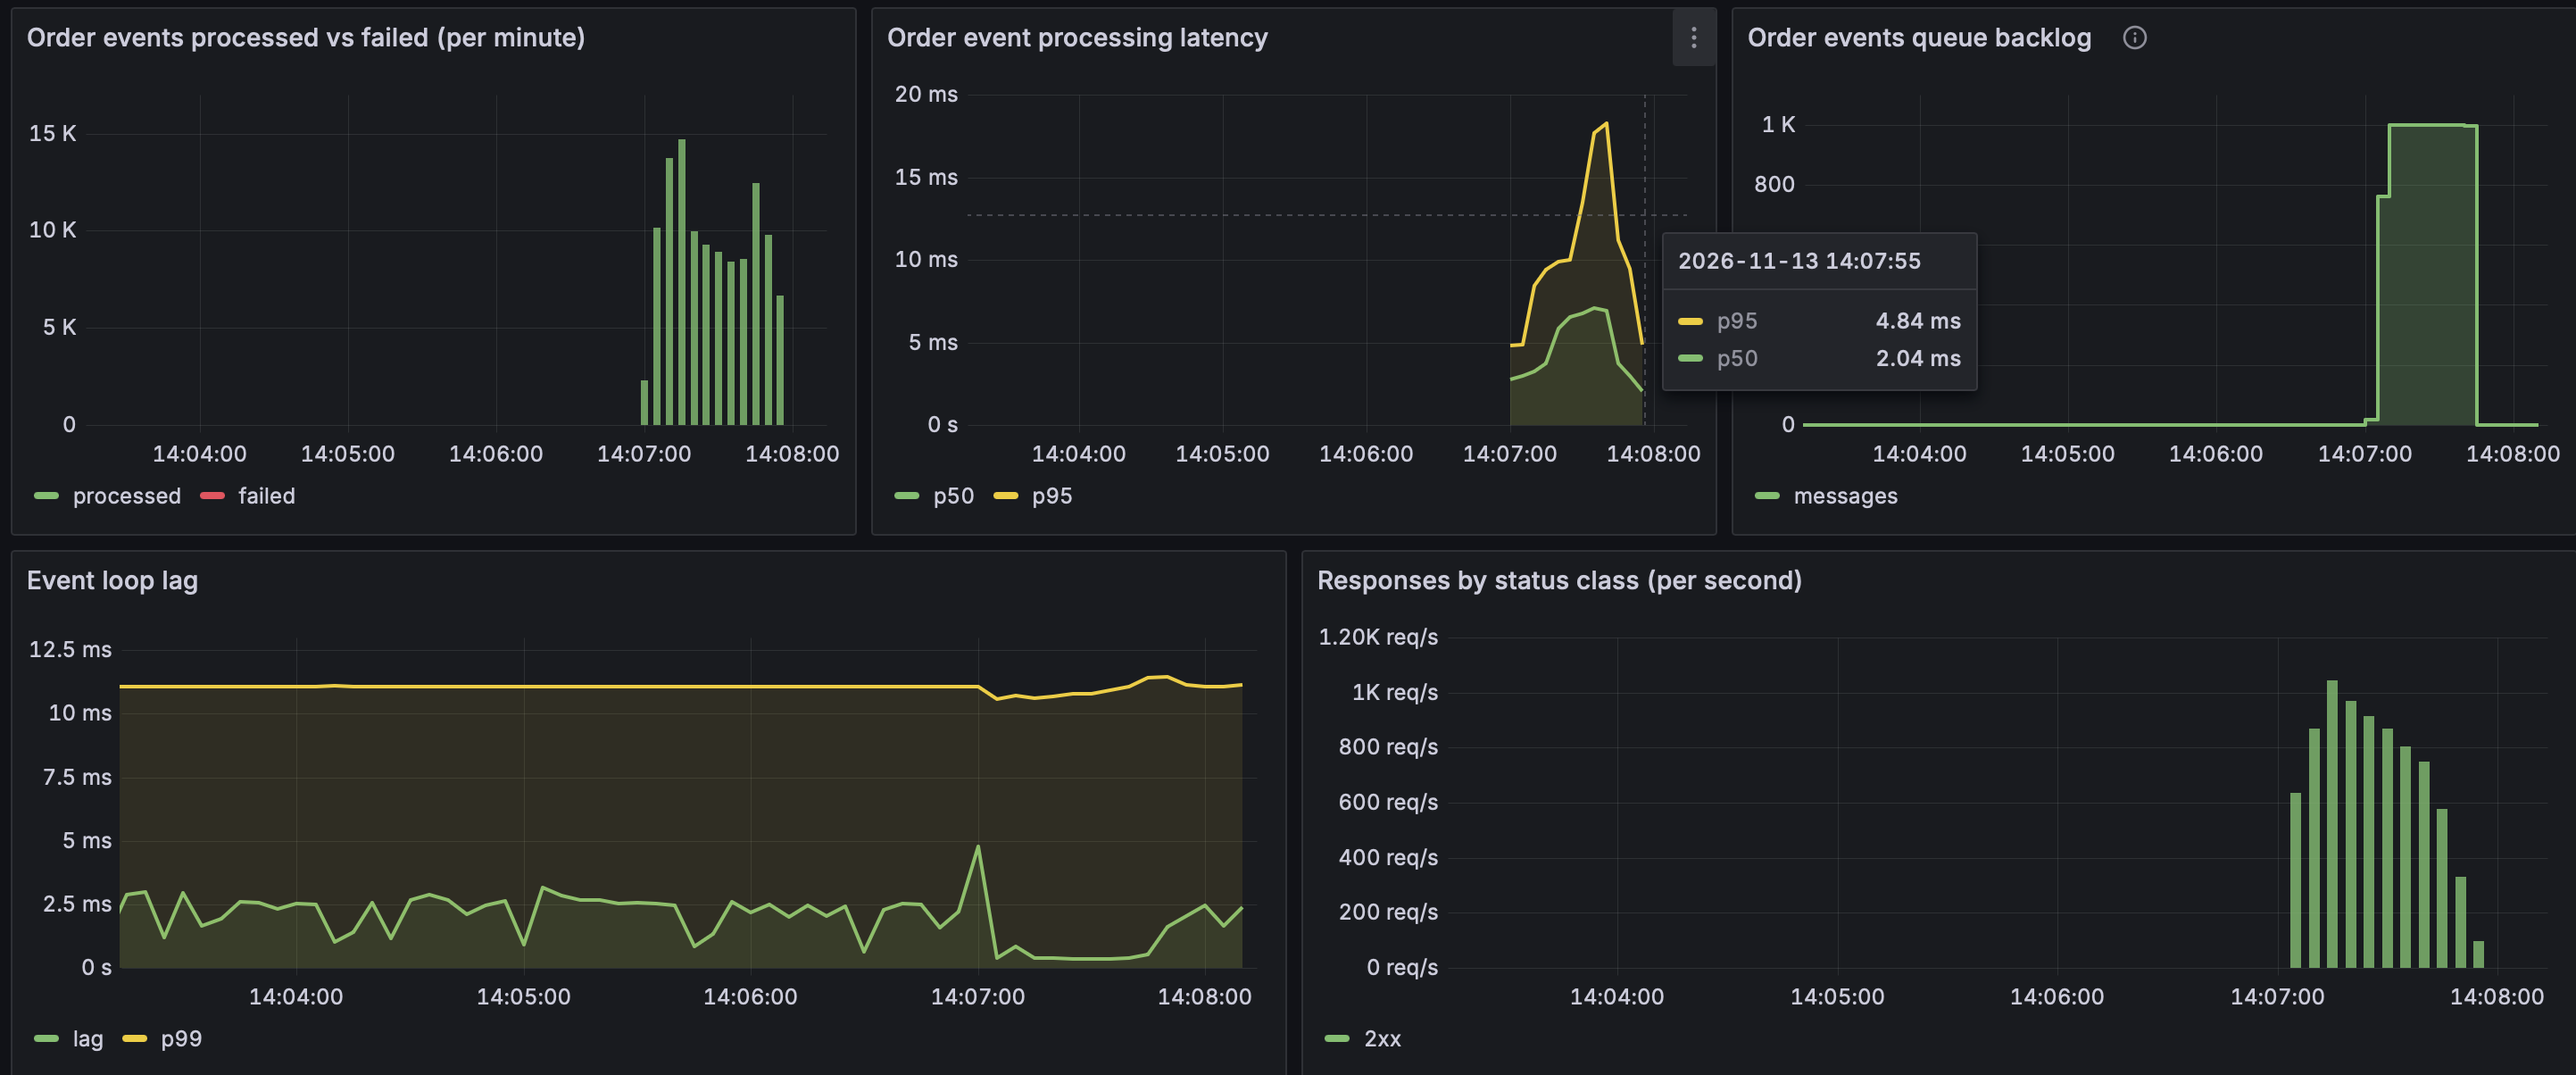 Order events processed vs failed (per minute)
15 K
10 K
5 K
0
14:04:00 14:05:00 14:06:00 14:07:00 14:08:00
processed failed
Order event processing latency
20 ms
15 ms
10 ms
5 ms
0 s
14:04:00 14:05:00 14:06:00 14:07:00 14:08:00
p50 p95
2026-11-13 14:07:55
p95 4.84 ms
p50 2.04 ms
Order events queue backlog
1 K
800
0
14:04:00 14:05:00 14:06:00 14:07:00 14:08:00
messages
Event loop lag
12.5 ms
10 ms
7.5 ms
5 ms
2.5 ms
0 s
14:04:00 14:05:00 14:06:00 14:07:00 14:08:00
lag p99
Responses by status class (per second)
1.20K req/s
1K req/s
800 req/s
600 req/s
400 req/s
200 req/s
0 req/s
14:04:00 14:05:00 14:06:00 14:07:00 14:08:00
2xx